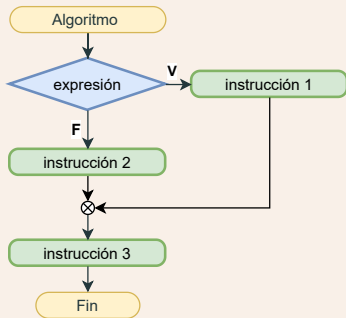 Algoritmo
expresión
V
instrucción 1
F
instrucción 2
instrucción 3
Fin